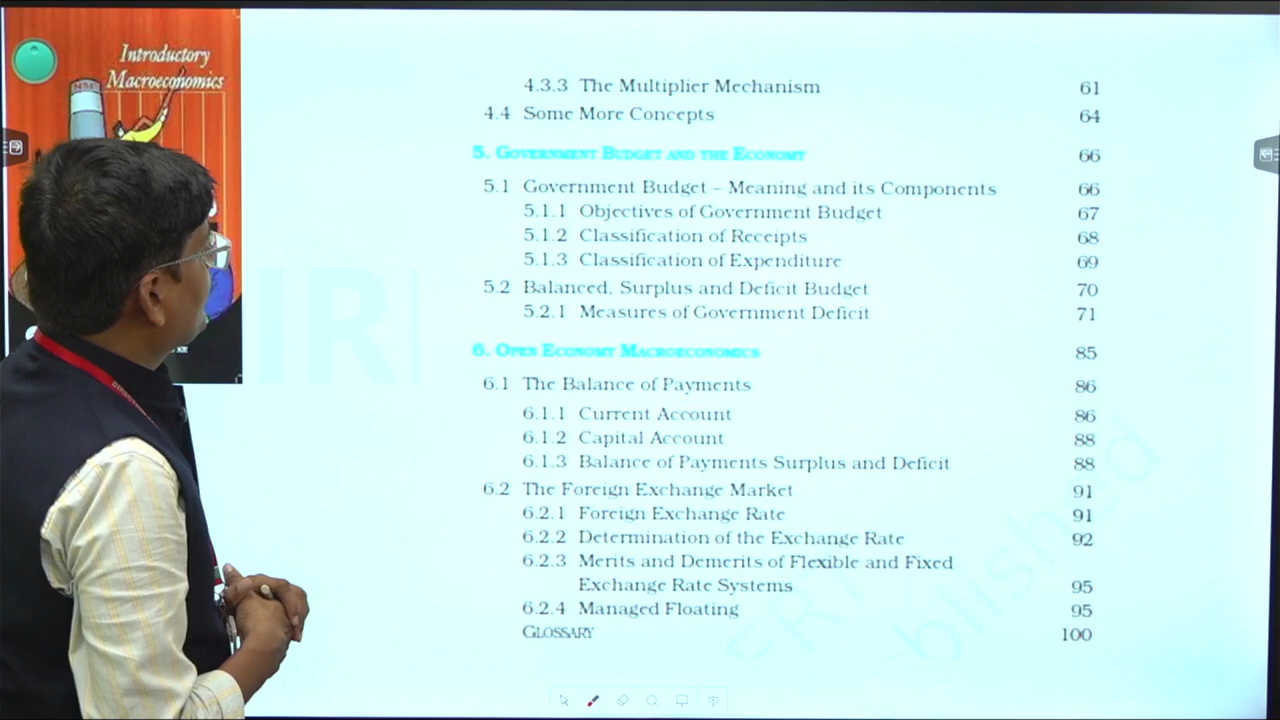 Introductory
Macroeconomics
4.3.3 The Multiplier Mechanism 61
4.4 Some More Concepts 64
5. GOVERNMENT BUDGET AND THE ECONOMY 66
5.1 Government Budget – Meaning and its Components 66
5.1.1 Objectives of Government Budget 67
5.1.2 Classification of Receipts 68
5.1.3 Classification of Expenditure 69
5.2 Balanced, Surplus and Deficit Budget 70
5.2.1 Measures of Government Deficit 71
6. OPEN ECONOMY MACROECONOMICS 85
6.1 The Balance of Payments 86
6.1.1 Current Account 86
6.1.2 Capital Account 88
6.1.3 Balance of Payments Surplus and Deficit 88
6.2 The Foreign Exchange Market 91
6.2.1 Foreign Exchange Rate 91
6.2.2 Determination of the Exchange Rate 92
6.2.3 Merits and Demerits of Flexible and Fixed
Exchange Rate Systems 95
6.2.4 Managed Floating 95
GLOSSARY 100